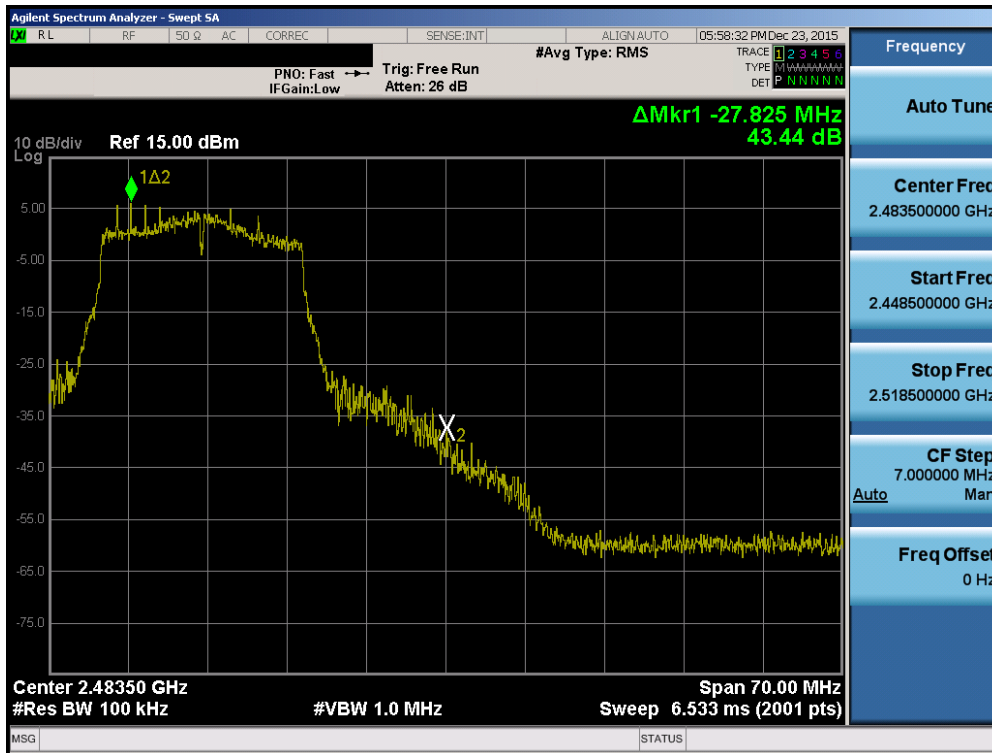 Agilent Spectrum Analyzer - Swept SA
LXI RL RF 50 Ω AC CORREC SENSE:INT ALIGN AUTO 05:58:32 PM Dec 23, 2015
#Avg Type: RMS
TRACE 1 2 3 4 5 6
TYPE M WWWWW
DET P N N N N N
PNO: Fast Trig: Free Run
IFGain:Low Atten: 26 dB
ΔMkr1 -27.825 MHz
43.44 dB
10 dB/div Ref 15.00 dBm
Log
1Δ2
5.00
-5.00
-15.0
-25.0
-35.0
X2
-45.0
-55.0
-65.0
-75.0
Center 2.48350 GHz Span 70.00 MHz
#Res BW 100 kHz #VBW 1.0 MHz Sweep 6.533 ms (2001 pts)
MSG STATUS
Frequency
Auto Tune
Center Freq
2.483500000 GHz
Start Freq
2.448500000 GHz
Stop Freq
2.518500000 GHz
CF Step
7.000000 MHz
Auto Man
Freq Offset
0 Hz